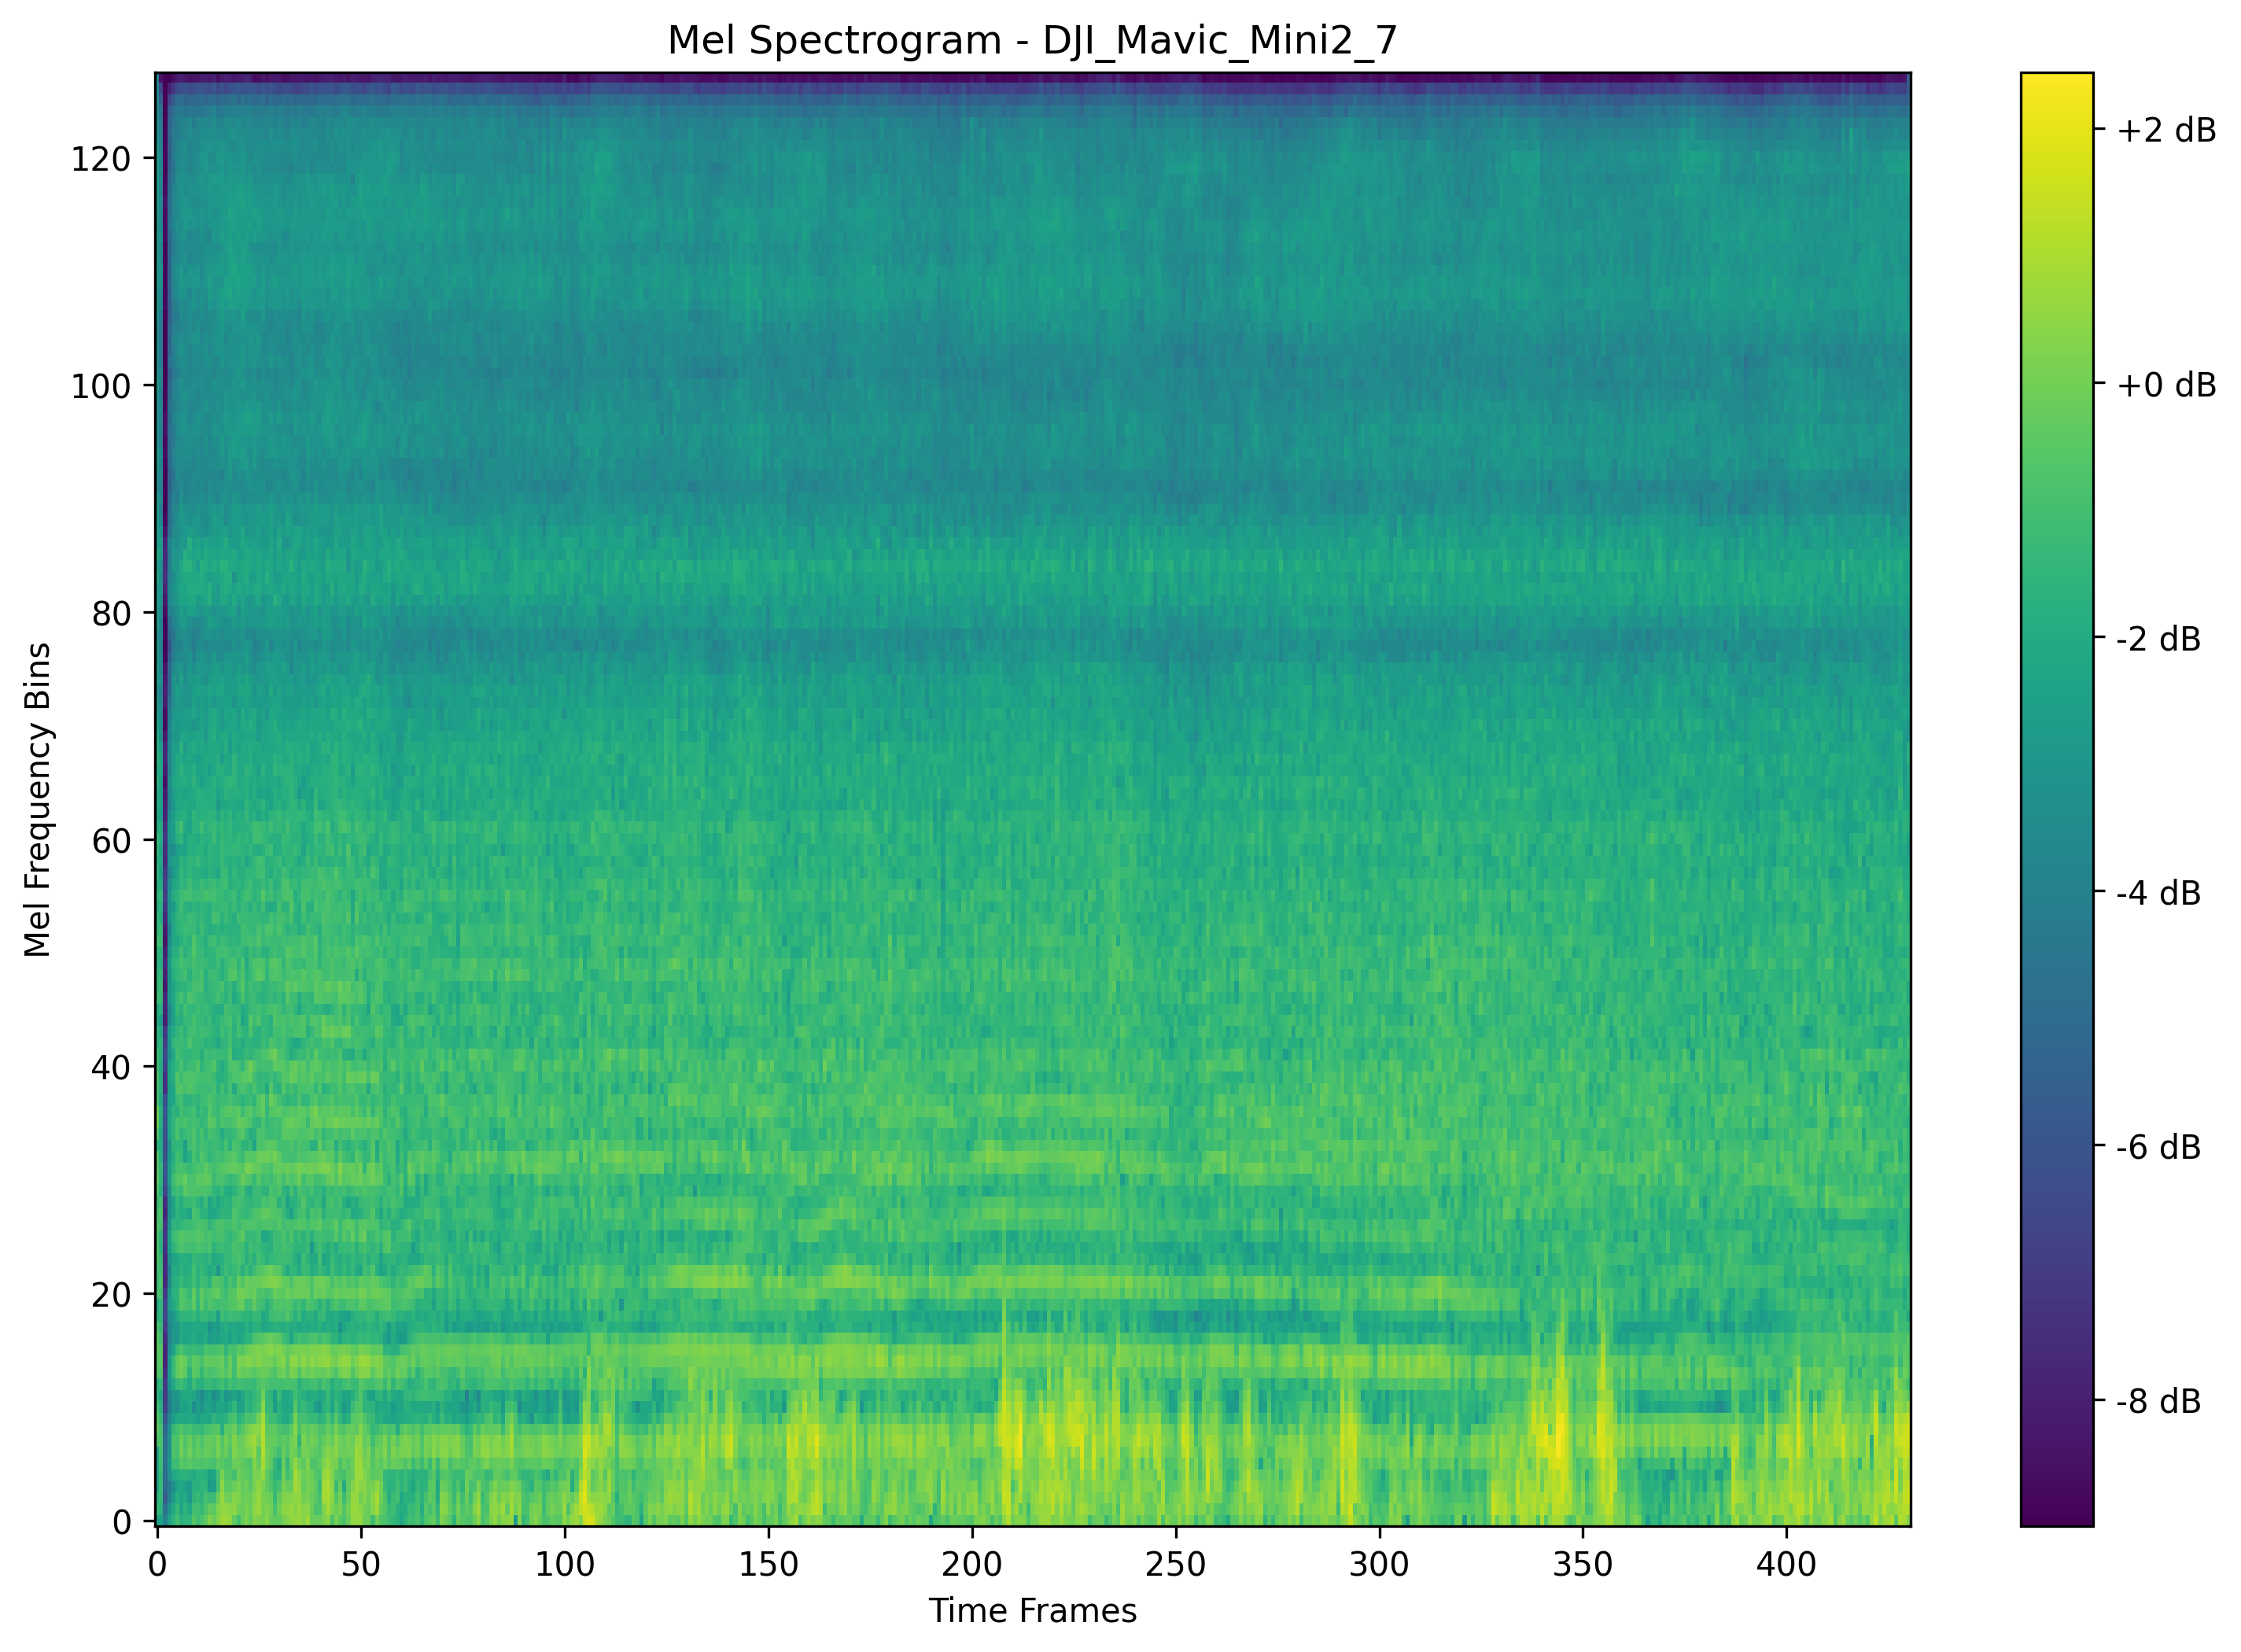 Mel Spectrogram - DJI_Mavic_Mini2_7
Mel Frequency Bins
120
100
80
60
40
20
0
0 50 100 150 200 250 300 350 400
Time Frames
+2 dB
+0 dB
-2 dB
-4 dB
-6 dB
-8 dB